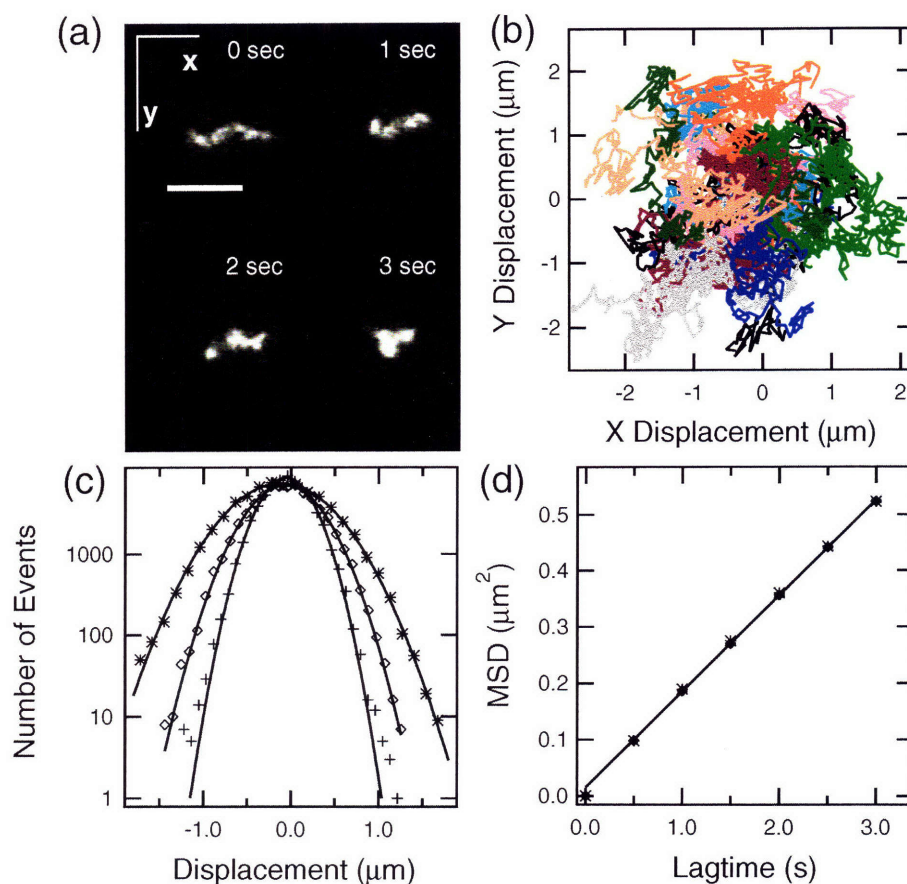 (a)
x
y
0 sec
1 sec
2 sec
3 sec
(b)
Y Displacement (μm)
2
1
0
-1
-2
-2
-1
0
1
2
X Displacement (μm)
(c)
Number of Events
1000
100
10
1
-1.0
0.0
1.0
Displacement (μm)
(d)
MSD (μm²)
0.5
0.4
0.3
0.2
0.1
0.0
0.0
1.0
2.0
3.0
Lagtime (s)